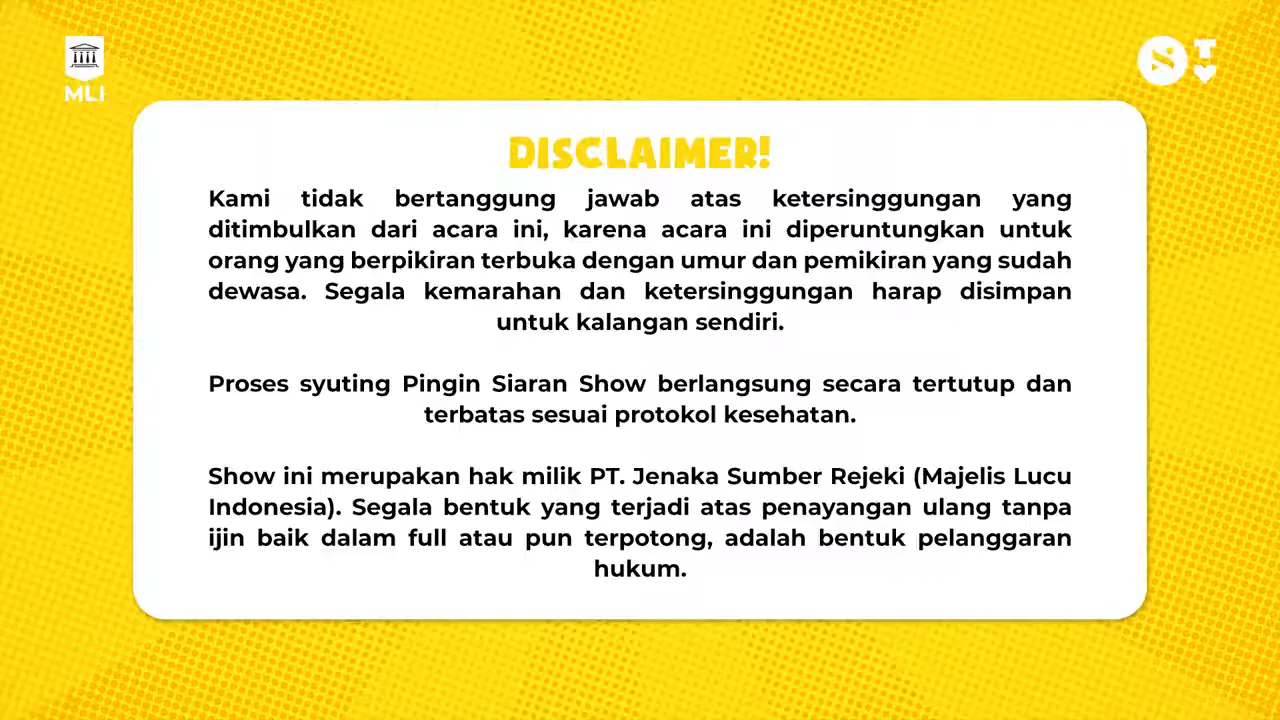 MLI
DISCLAIMER!
Kami tidak bertanggung jawab atas ketersinggungan yang
ditimbulkan dari acara ini, karena acara ini diperuntungkan untuk
orang yang berpikiran terbuka dengan umur dan pemikiran yang sudah
dewasa. Segala kemarahan dan ketersinggungan harap disimpan
untuk kalangan sendiri.
Proses syuting Pingin Siaran Show berlangsung secara tertutup dan
terbatas sesuai protokol kesehatan.
Show ini merupakan hak milik PT. Jenaka Sumber Rejeki (Majelis Lucu
Indonesia). Segala bentuk yang terjadi atas penayangan ulang tanpa
ijin baik dalam full atau pun terpotong, adalah bentuk pelanggaran
hukum.